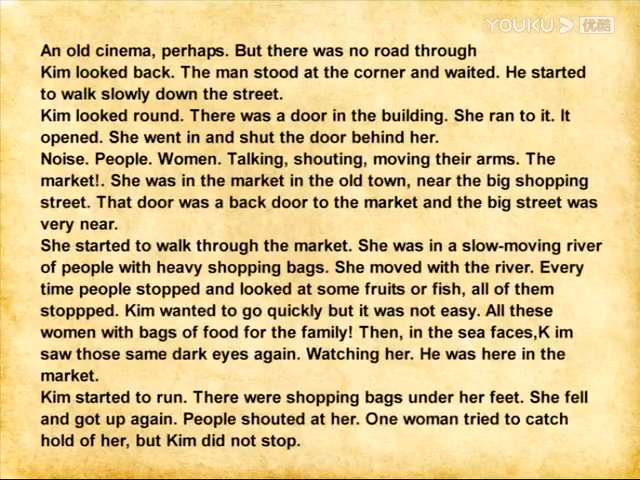 YOUKU 优酷
An old cinema, perhaps. But there was no road through
Kim looked back. The man stood at the corner and waited. He started
to walk slowly down the street.
Kim looked round. There was a door in the building. She ran to it. It
opened. She went in and shut the door behind her.
Noise. People. Women. Talking, shouting, moving their arms. The
market!. She was in the market in the old town, near the big shopping
street. That door was a back door to the market and the big street was
very near.
She started to walk through the market. She was in a slow-moving river
of people with heavy shopping bags. She moved with the river. Every
time people stopped and looked at some fruits or fish, all of them
stoppped. Kim wanted to go quickly but it was not easy. All these
women with bags of food for the family! Then, in the sea faces,K im
saw those same dark eyes again. Watching her. He was here in the
market.
Kim started to run. There were shopping bags under her feet. She fell
and got up again. People shouted at her. One woman tried to catch
hold of her, but Kim did not stop.